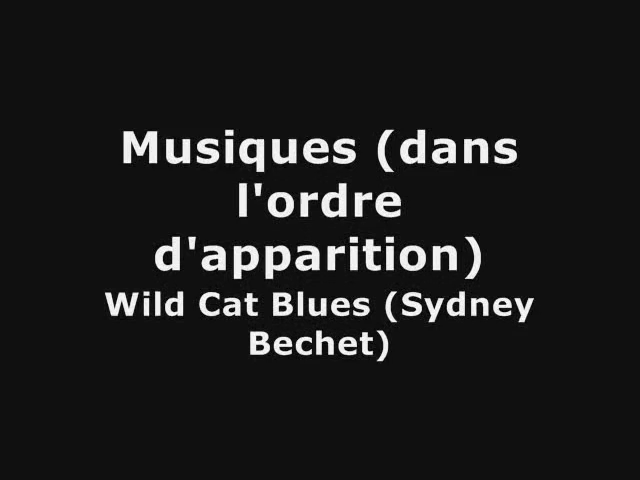 Musiques (dans
l'ordre
d'apparition)
Wild Cat Blues (Sydney
Bechet)